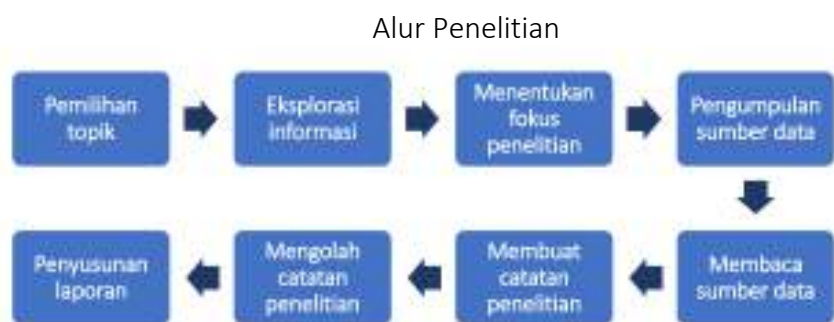 Alur Penelitian
Pemilihan
topik
Eksplorasi
informasi
Menentukan
fokus
penelitian
Pengumpulan
sumber data
Membaca
sumber data
Membuat
catatan
penelitian
Mengolah
catatan
penelitian
Penyusunan
laporan